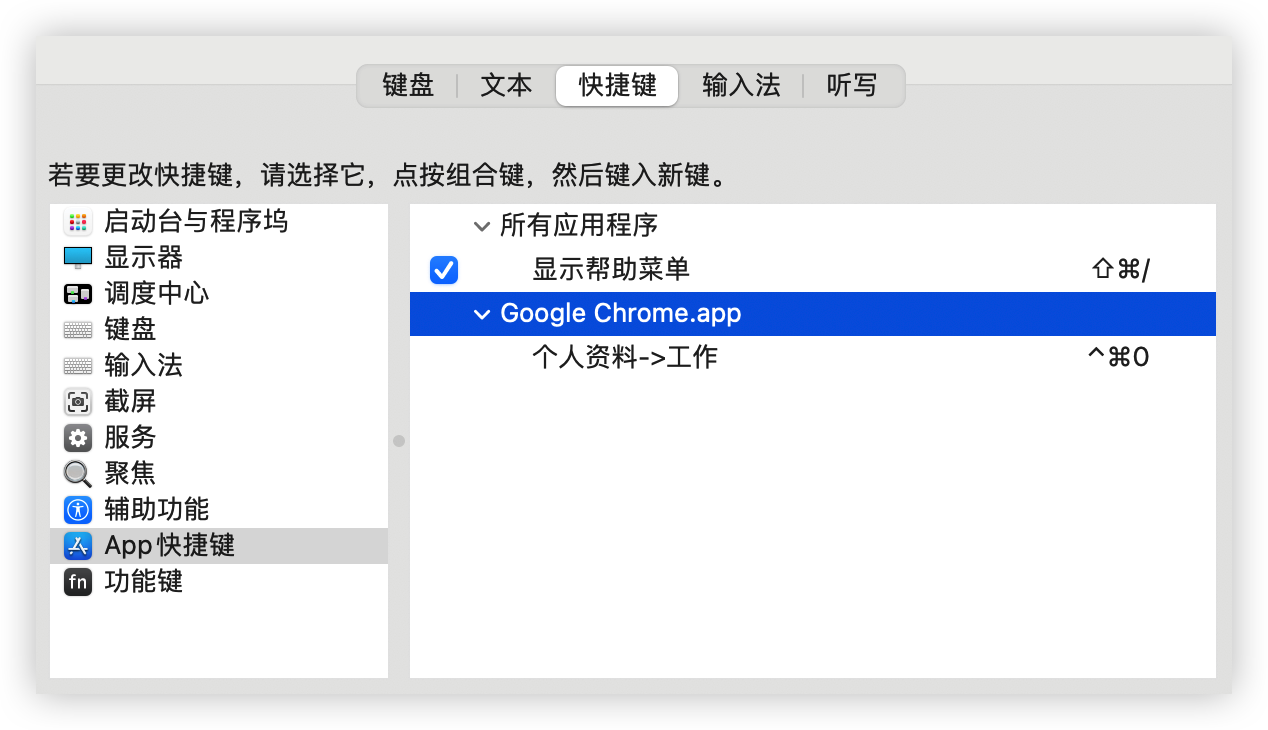 键盘 文本 快捷键 输入法 听写
若要更改快捷键，请选择它，点按组合键，然后键入新键。
启动台与程序坞
显示器
调度中心
键盘
输入法
截屏
服务
聚焦
辅助功能
App快捷键
fn 功能键
所有应用程序
显示帮助菜单 ⇧⌘/
Google Chrome.app
个人资料->工作 ^⌘0